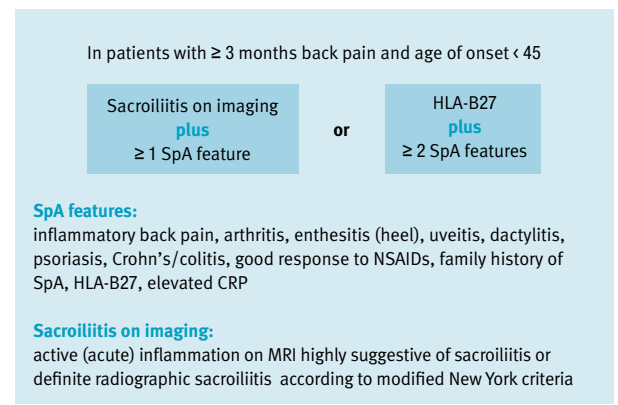 In patients with ≥ 3 months back pain and age of onset < 45
Sacroiliitis on imaging
plus
≥ 1 SpA feature
or
HLA-B27
plus
≥ 2 SpA features
SpA features:
inflammatory back pain, arthritis, enthesitis (heel), uveitis, dactylitis,
psoriasis, Crohn's/colitis, good response to NSAIDs, family history of
SpA, HLA-B27, elevated CRP
Sacroiliitis on imaging:
active (acute) inflammation on MRI highly suggestive of sacroiliitis or
definite radiographic sacroiliitis according to modified New York criteria